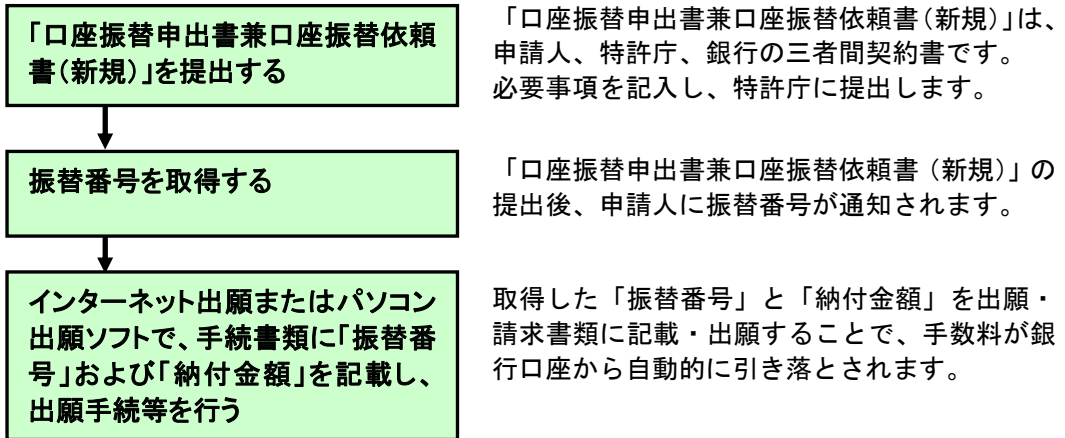 「口座振替申出書兼口座振替依頼
書（新規）」を提出する
「口座振替申出書兼口座振替依頼書（新規）」は、
申請人、特許庁、銀行の三者間契約書です。
必要事項を記入し、特許庁に提出します。
振替番号を取得する
「口座振替申出書兼口座振替依頼書（新規）」の
提出後、申請人に振替番号が通知されます。
インターネット出願またはパソコン
出願ソフトで、手続書類に「振替番
号」および「納付金額」を記載し、
出願手続等を行う
取得した「振替番号」と「納付金額」を出願・
請求書類に記載・出願することで、手数料が銀
行口座から自動的に引き落とされます。